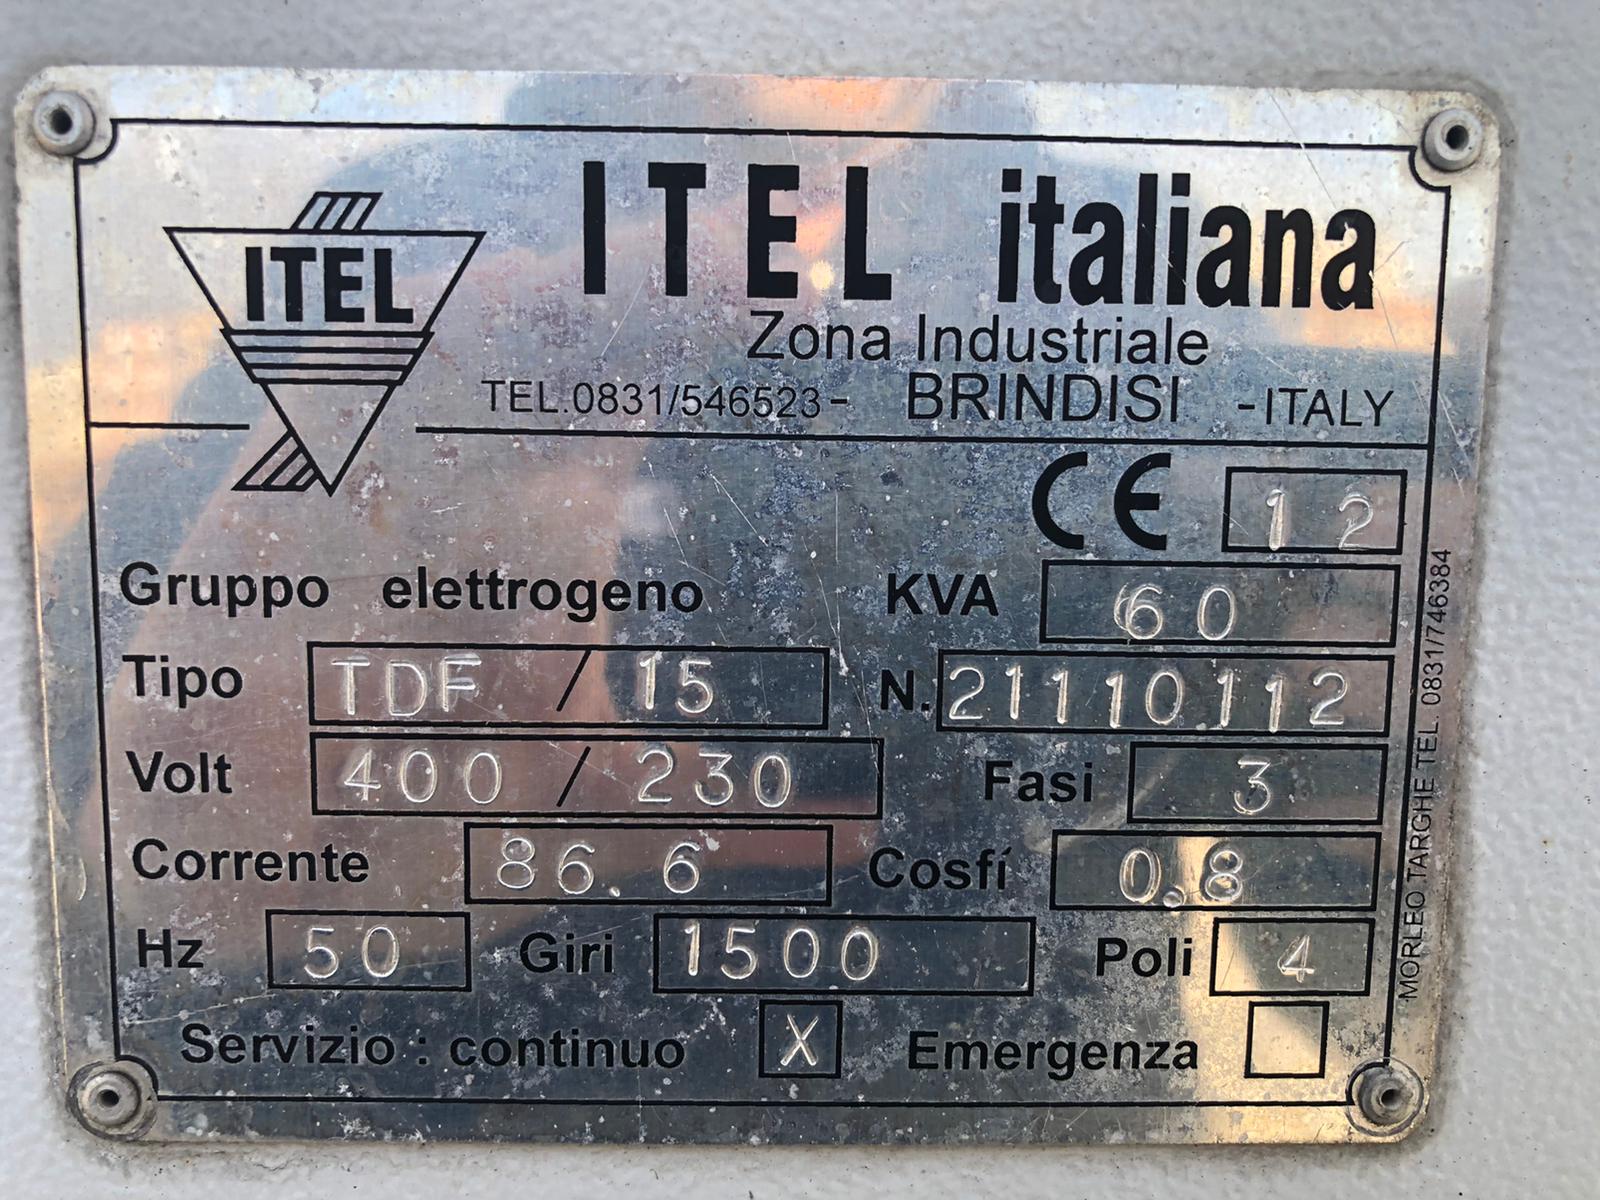 ITEL
ITEL italiana
Zona Industriale
TEL.0831/546523- BRINDISI -ITALY
CE 12
Gruppo elettrogeno KVA 60
Tipo TDF / 15 N. 21110112
Volt 400 / 230 Fasi 3
Corrente 86.6 Cosfí 0.8
Hz 50 Giri 1500 Poli 4
Servizio : continuo X Emergenza
MORLEO TARGHE TEL. 0831/746384